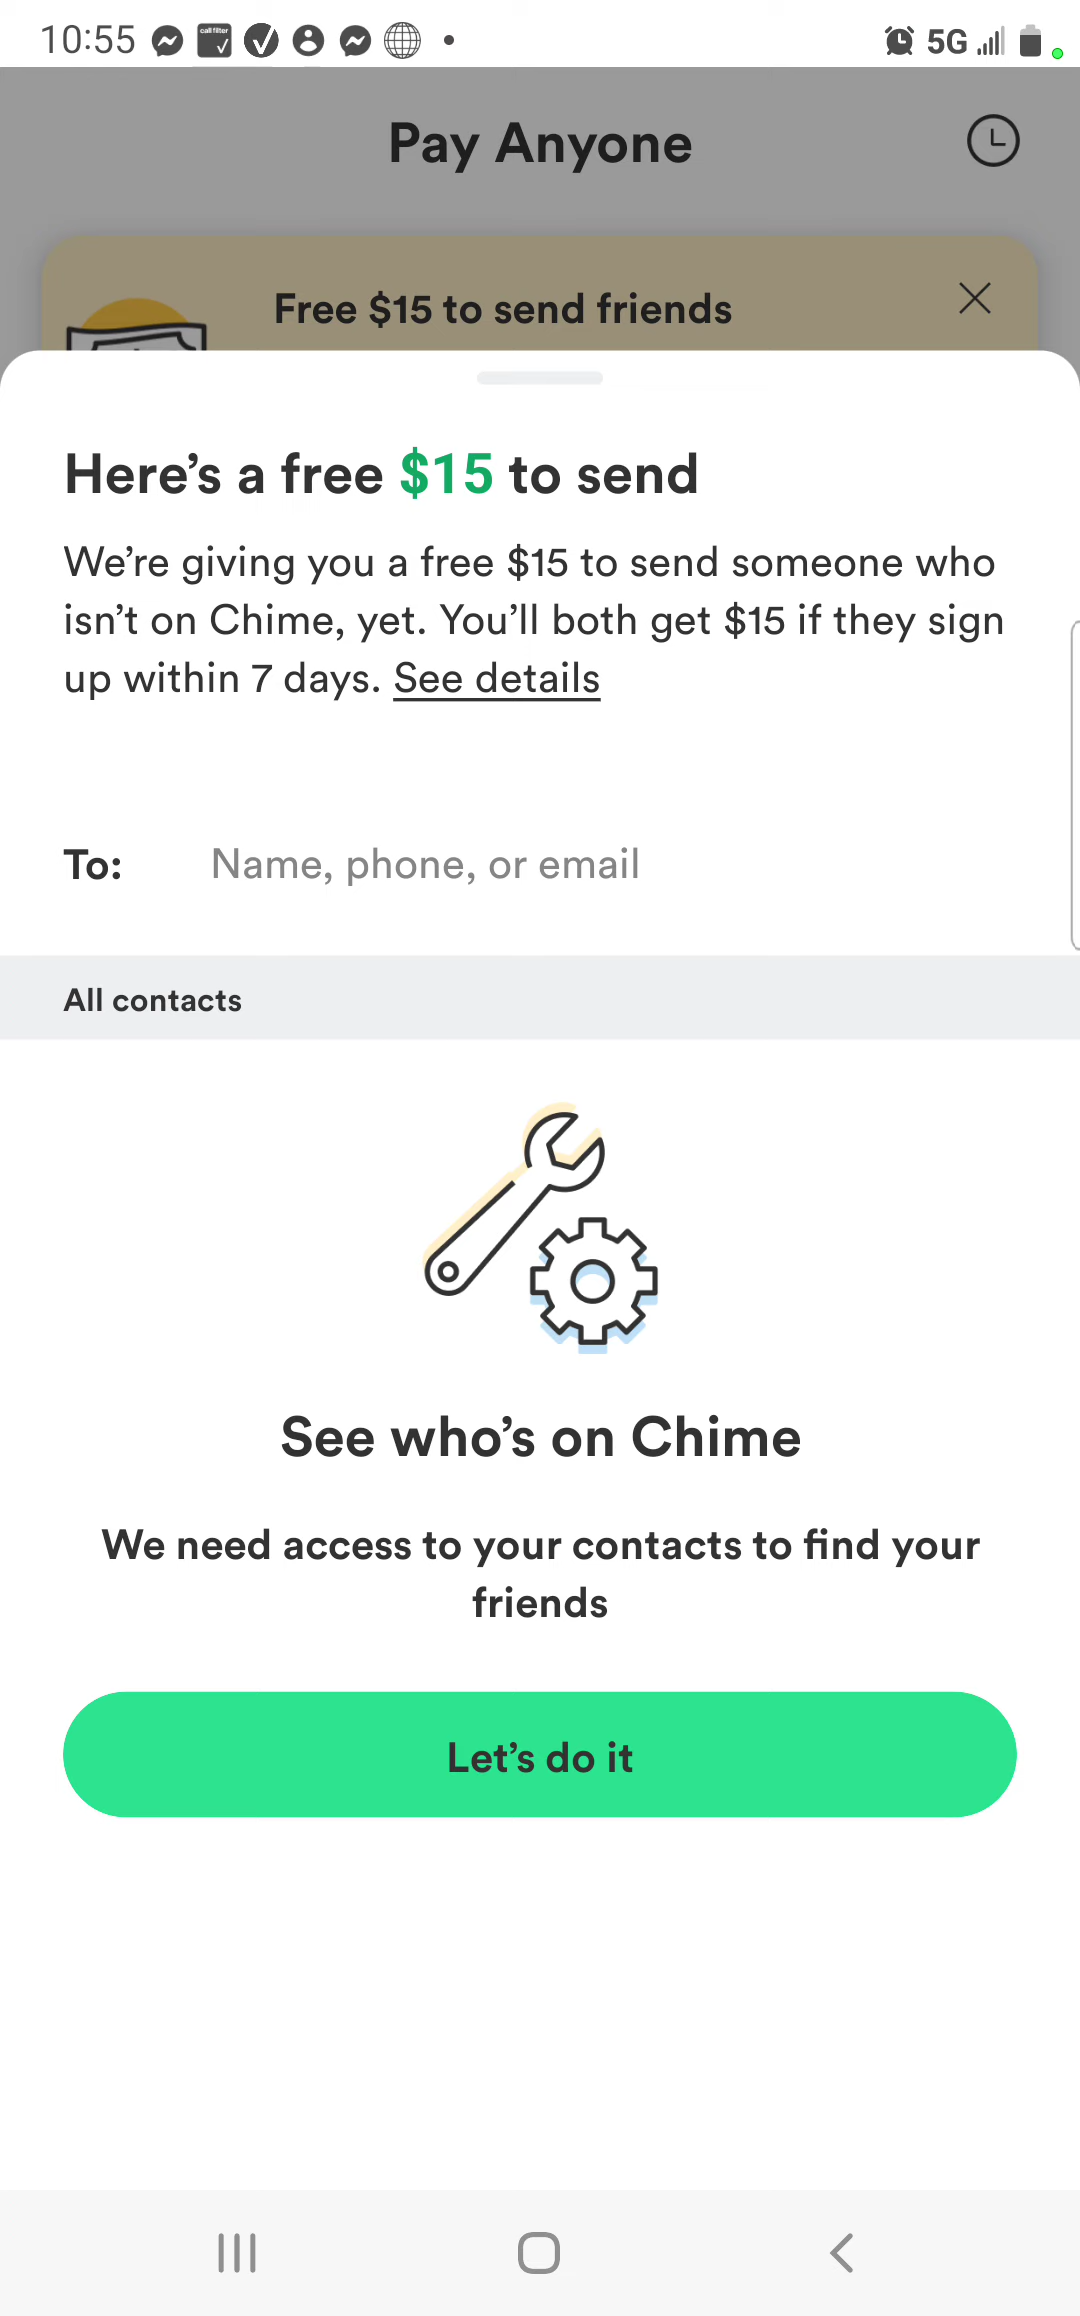 10:55
call filter
5G
Pay Anyone
Free $15 to send friends
Here's a free $15 to send
We're giving you a free $15 to send someone who
isn't on Chime, yet. You'll both get $15 if they sign
up within 7 days. See details
To: Name, phone, or email
All contacts
See who's on Chime
We need access to your contacts to find your
friends
Let's do it